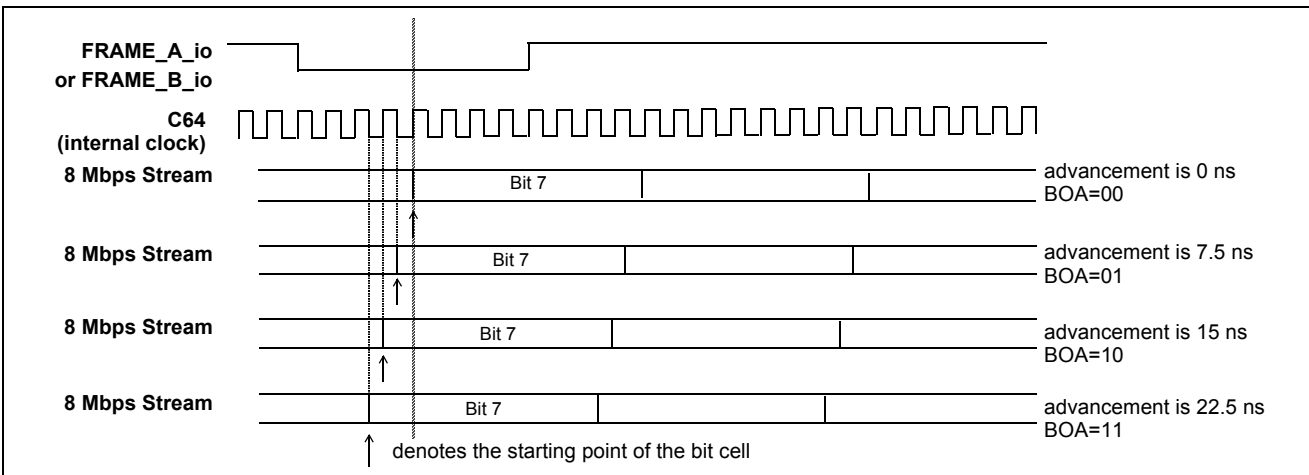 FRAME_A_io
or FRAME_B_io
C64
(internal clock)
8 Mbps Stream
Bit 7
advancement is 0 ns
BOA=00
8 Mbps Stream
Bit 7
advancement is 7.5 ns
BOA=01
8 Mbps Stream
Bit 7
advancement is 15 ns
BOA=10
8 Mbps Stream
Bit 7
advancement is 22.5 ns
BOA=11
denotes the starting point of the bit cell